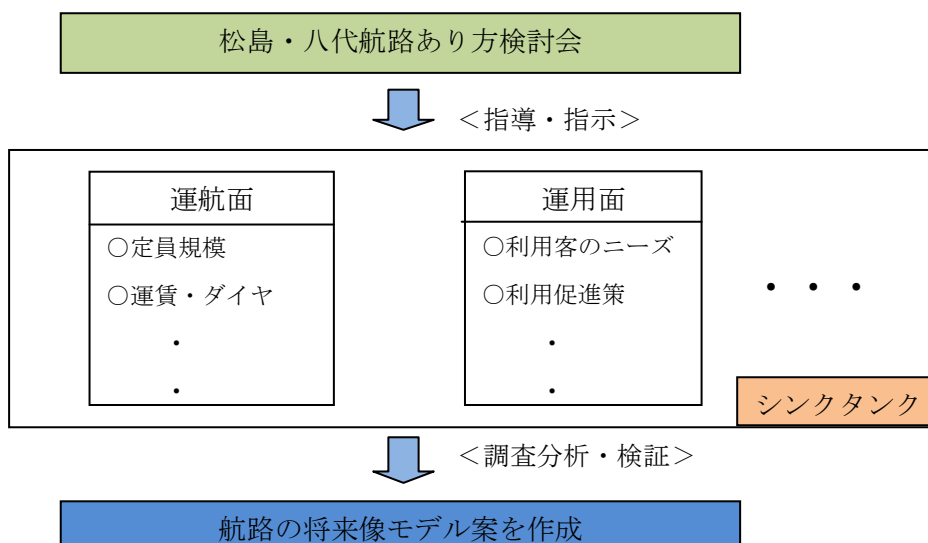 松島・八代航路あり方検討会
＜指導・指示＞
運航面
○定員規模
○運賃・ダイヤ
・
・
運用面
○利用客のニーズ
○利用促進策
・
・
・・・
シンクタンク
＜調査分析・検証＞
航路の将来像モデル案を作成